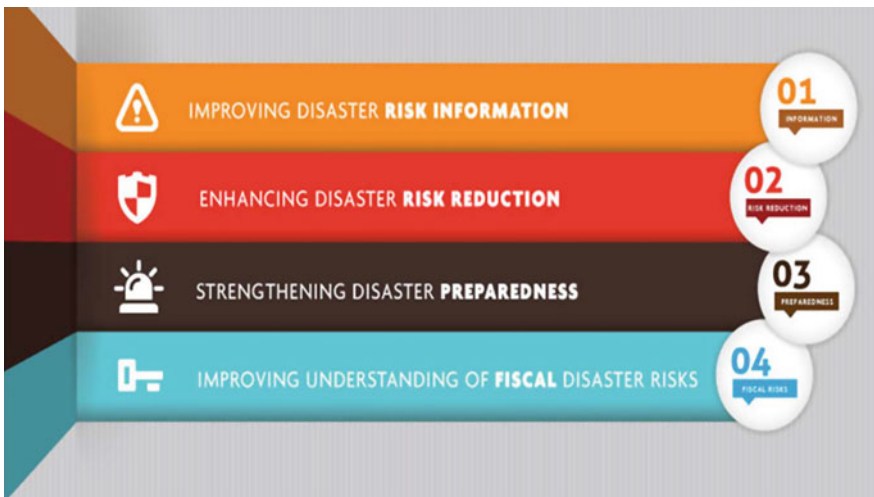 IMPROVING DISASTER RISK INFORMATION
01
INFORMATION
ENHANCING DISASTER RISK REDUCTION
02
RISK REDUCTION
STRENGTHENING DISASTER PREPAREDNESS
03
PREPAREDNESS
IMPROVING UNDERSTANDING OF FISCAL DISASTER RISKS
04
FISCAL RISKS